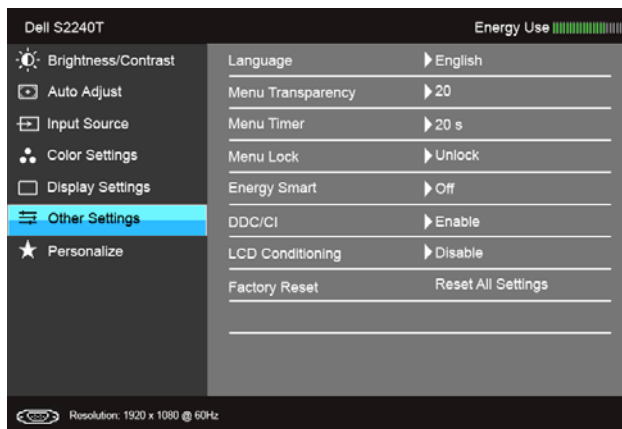 Dell S2240T
Energy Use
Brightness/Contrast
Auto Adjust
Input Source
Color Settings
Display Settings
Other Settings
Personalize
Language English
Menu Transparency 20
Menu Timer 20 s
Menu Lock Unlock
Energy Smart Off
DDC/CI Enable
LCD Conditioning Disable
Factory Reset Reset All Settings
Resolution: 1920 x 1080 @ 60Hz